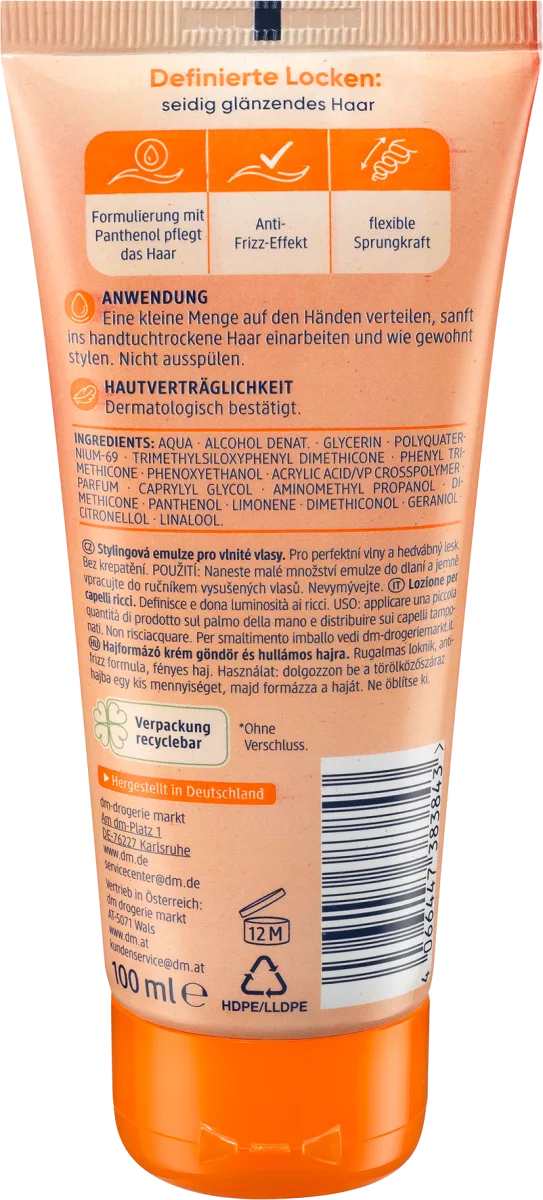 Definierte Locken:
seidig glänzendes Haar
Formulierung mit
Panthenol pflegt
das Haar
Anti-
Frizz-Effekt
flexible
Sprungkraft
ANWENDUNG
Eine kleine Menge auf den Händen verteilen, sanft
ins handtuchtrockene Haar einarbeiten und wie gewohnt
stylen. Nicht ausspülen.
HAUTVERTRÄGLICHKEIT
Dermatologisch bestätigt.
INGREDIENTS: AQUA · ALCOHOL DENAT. · GLYCERIN · POLYQUATER-
NIUM-69 · TRIMETHYLSILOXYPHENYL DIMETHICONE · PHENYL TRI-
METHICONE · PHENOXYETHANOL · ACRYLIC ACID/VP CROSSPOLYMER ·
PARFUM · CAPRYLYL GLYCOL · AMINOMETHYL PROPANOL · DI-
METHICONE · PANTHENOL · LIMONENE · DIMETHICONOL · GERANIOL ·
CITRONELLOL · LINALOOL.
CZ Stylingová emulze pro vlnité vlasy. Pro perfektní vlny a hedvábný lesk.
Bez krepatění. POUŽITÍ: Naneste malé množství emulze do dlaní a jemně
vpracujte do ručníkem vysušených vlasů. Nevymývejte. IT Lozione per
capelli ricci. Definisce e dona luminosità ai ricci. USO: applicare una piccola
quantità di prodotto sul palmo della mano e distribuire sui capelli tampo-
nati. Non risciacquare. Per smaltimento imballo vedi dm-drogeriemarkt.it.
HU Hajformázó krém göndör és hullámos hajra. Rugalmas loknik, anti-
frizz formula, fényes haj. Használat: dolgozzon be a törölközőszáraz
hajba egy kis mennyiséget, majd formázza a haját. Ne öblítse ki.
Verpackung
recyclebar
*Ohne
Verschluss.
Hergestellt in Deutschland
dm-drogerie markt
Am dm-Platz 1
DE-76227 Karlsruhe
www.dm.de
servicecenter@dm.de
Vertrieb in Österreich:
dm drogerie markt
AT-5071 Wals
dm.at
kundenservice@dm.at
100 ml e
12 M
HDPE/LLDPE
4 066447 383843 >